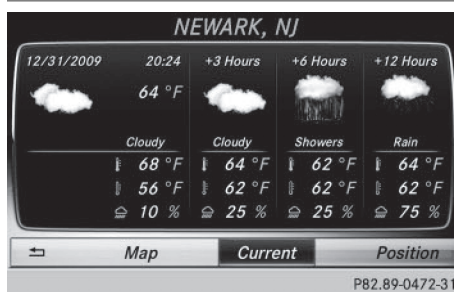 NEWARK, NJ
12/31/2009 20:24 +3 Hours +6 Hours +12 Hours
64 °F
Cloudy Cloudy Showers Rain
68 °F 64 °F 62 °F 62 °F
56 °F 62 °F 62 °F 62 °F
10 % 25 % 25 % 75 %
Map Current Position
P82.89-0472-31